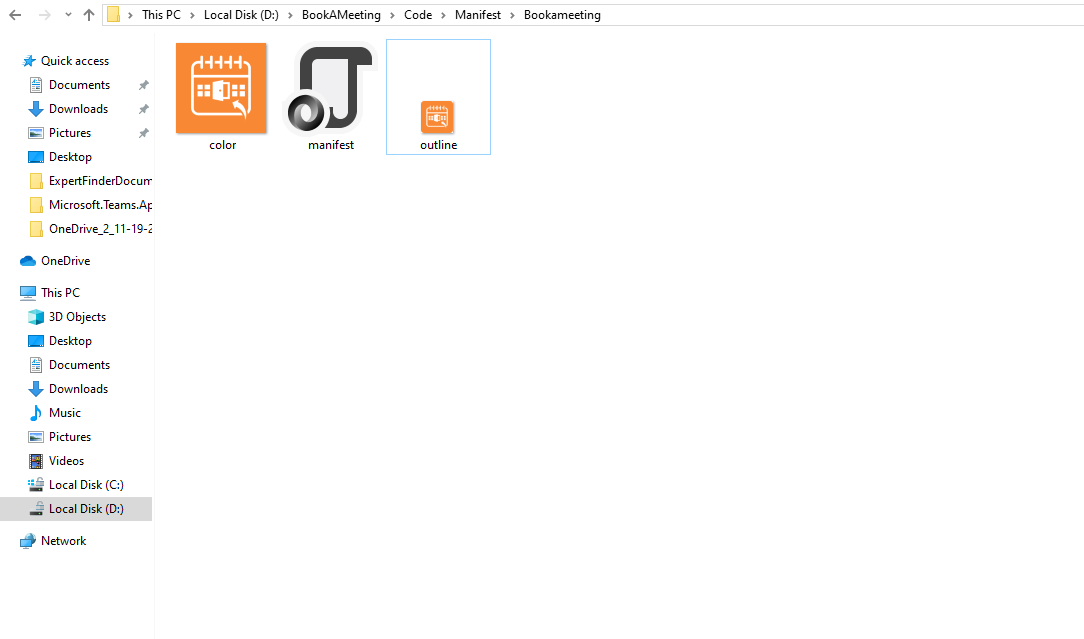 This PC > Local Disk (D:) > BookAMeeting > Code > Manifest > Bookameeting
Quick access
Documents
Downloads
Pictures
Desktop
ExpertFinderDocum
Microsoft.Teams.Ap
OneDrive_2_11-19-2
OneDrive
This PC
3D Objects
Desktop
Documents
Downloads
Music
Pictures
Videos
Local Disk (C:)
Local Disk (D:)
Network
color
manifest
outline